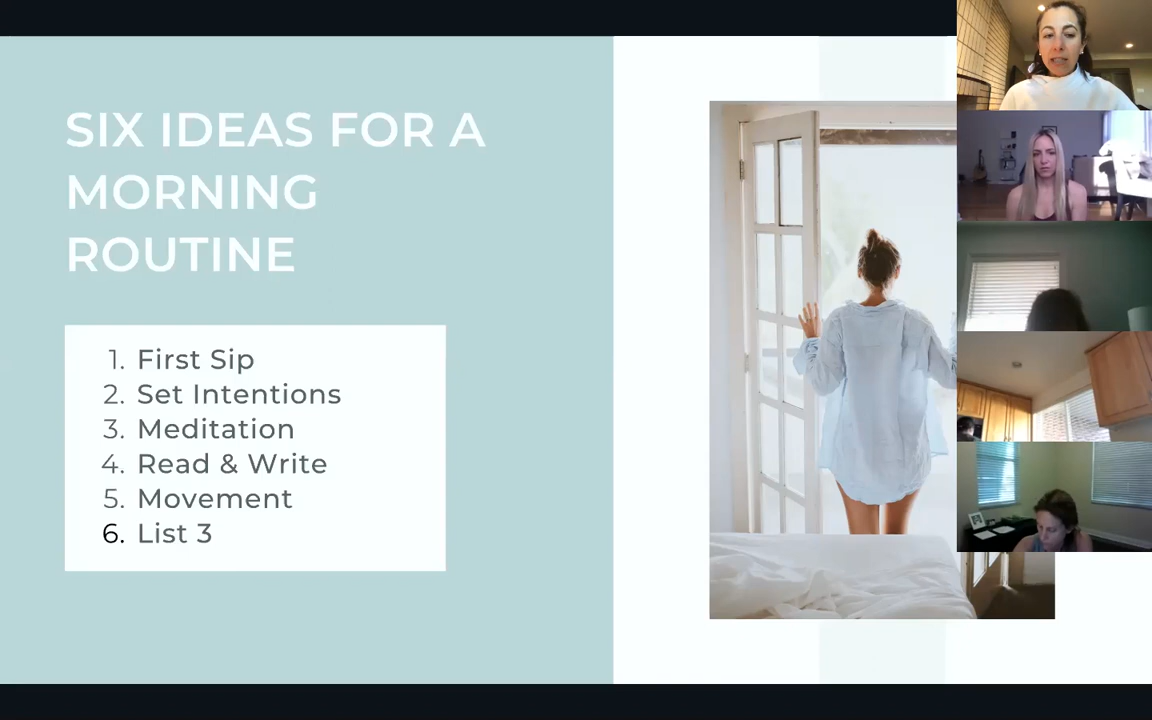 SIX IDEAS FOR A
MORNING
ROUTINE
1. First Sip
2. Set Intentions
3. Meditation
4. Read & Write
5. Movement
6. List 3